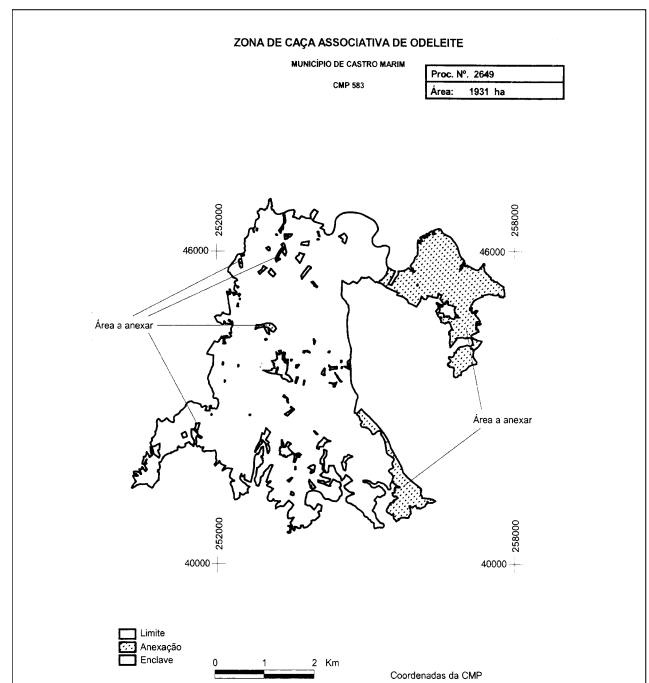 ZONA DE CAÇA ASSOCIATIVA DE ODELEITE
MUNICÍPIO DE CASTRO MARIM
CMP 583
Proc. Nº. 2649
Área: 1931 ha
252000
258000
46000
46000
Área a anexar
Área a anexar
252000
258000
40000
40000
Limite
Anexação
Enclave
0 1 2 Km
Coordenadas da CMP